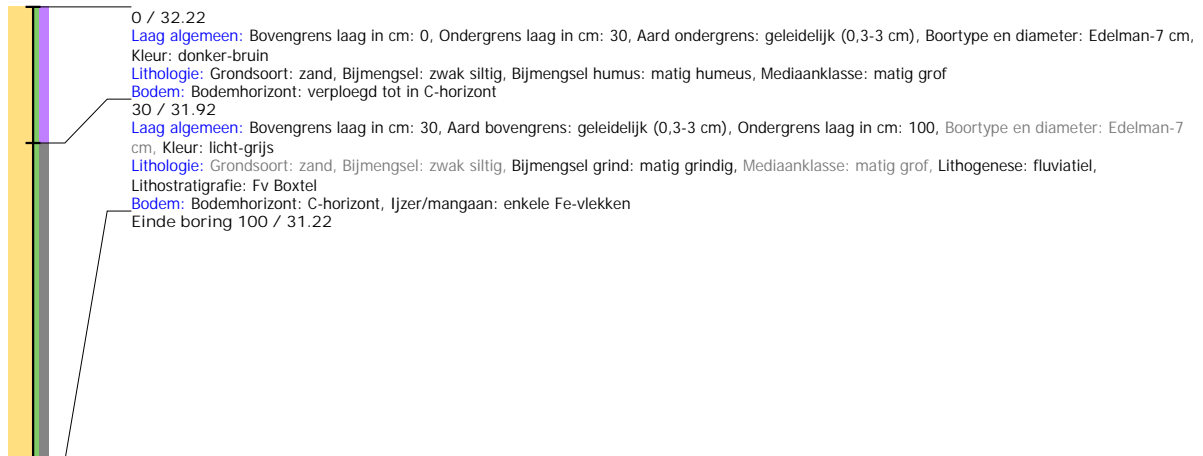 0 / 32.22
Laag algemeen: Bovengrens laag in cm: 0, Ondergrens laag in cm: 30, Aard ondergrens: geleidelijk (0,3-3 cm), Boortype en diameter: Edelman-7 cm,
Kleur: donker-bruin
Lithologie: Grondsoort: zand, Bijmengsel: zwak siltig, Bijmengsel humus: matig humeus, Mediaanklasse: matig grof
Bodem: Bodemhorizont: verploegd tot in C-horizont
30 / 31.92
Laag algemeen: Bovengrens laag in cm: 30, Aard bovengrens: geleidelijk (0,3-3 cm), Ondergrens laag in cm: 100, Boortype en diameter: Edelman-7
cm, Kleur: licht-grijs
Lithologie: Grondsoort: zand, Bijmengsel: zwak siltig, Bijmengsel grind: matig grindig, Mediaanklasse: matig grof, Lithogenese: fluviatiel,
Lithostratigrafie: Fv Boxtel
Bodem: Bodemhorizont: C-horizont, Ijzer/mangaan: enkele Fe-vlekken
Einde boring 100 / 31.22